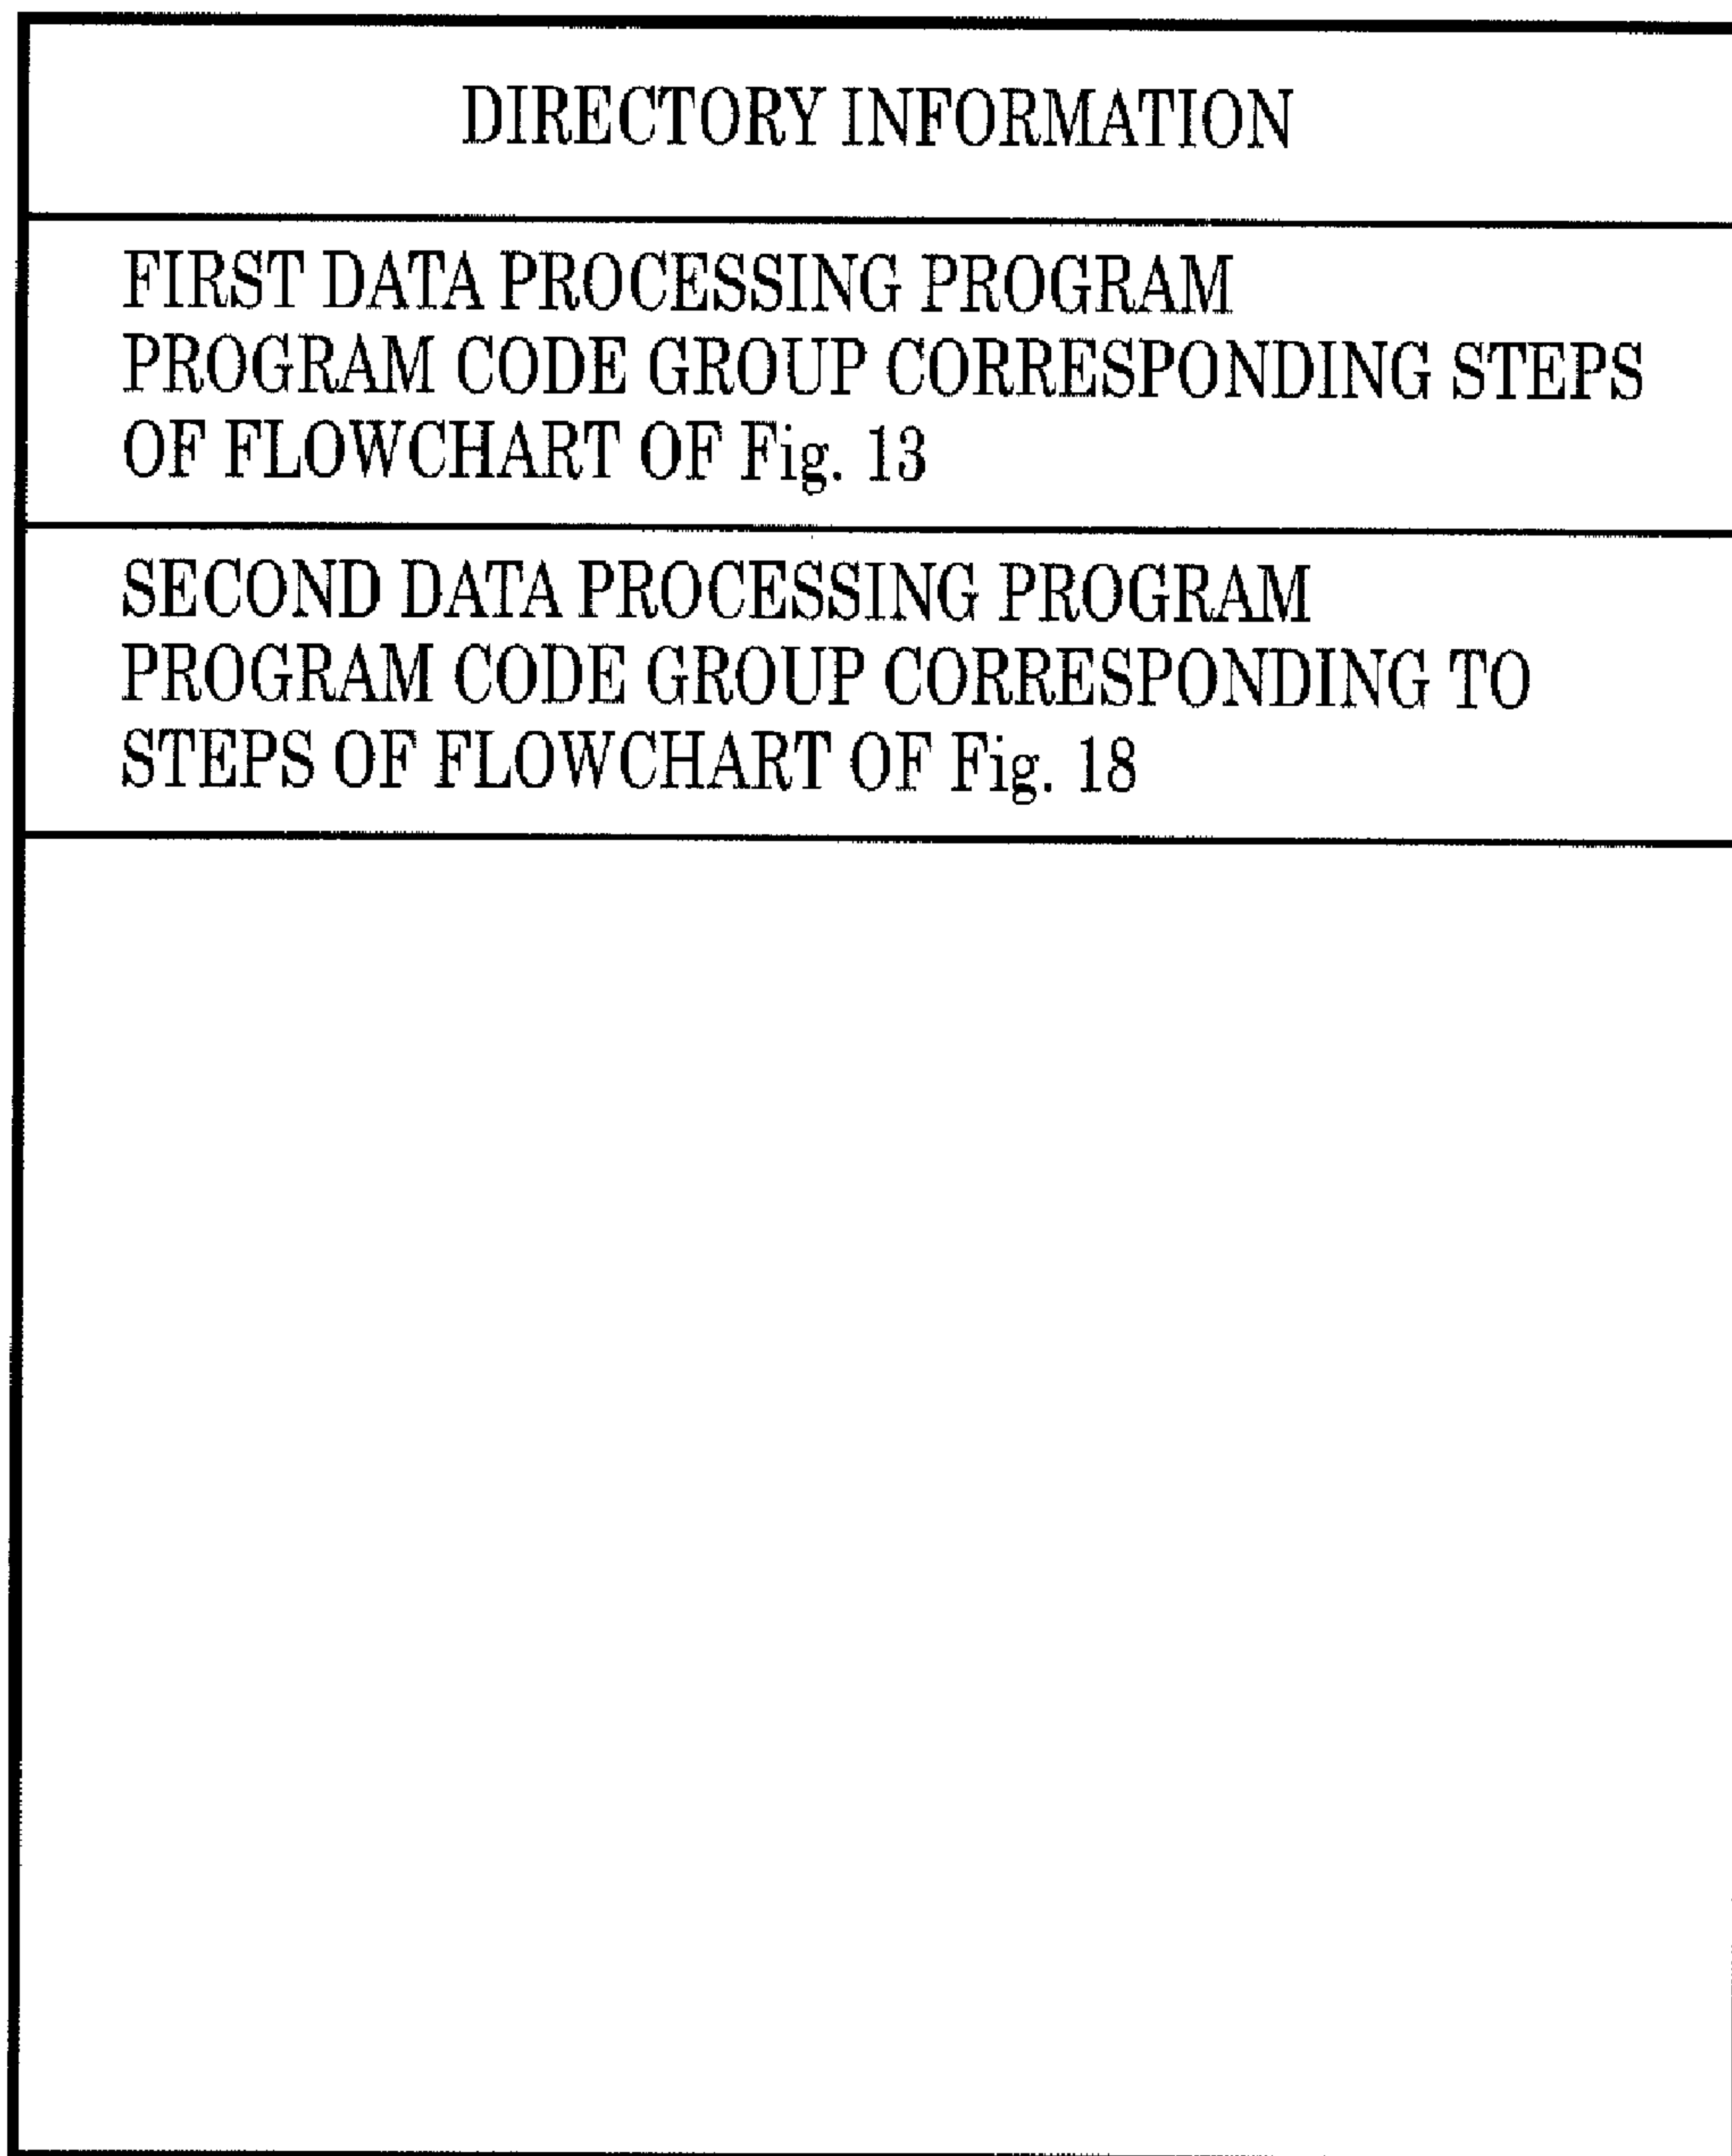 DIRECTORY INFORMATION
FIRST DATA PROCESSING PROGRAM
PROGRAM CODE GROUP CORRESPONDING STEPS
OF FLOWCHART OF Fig. 13
SECOND DATA PROCESSING PROGRAM
PROGRAM CODE GROUP CORRESPONDING TO
STEPS OF FLOWCHART OF Fig. 18